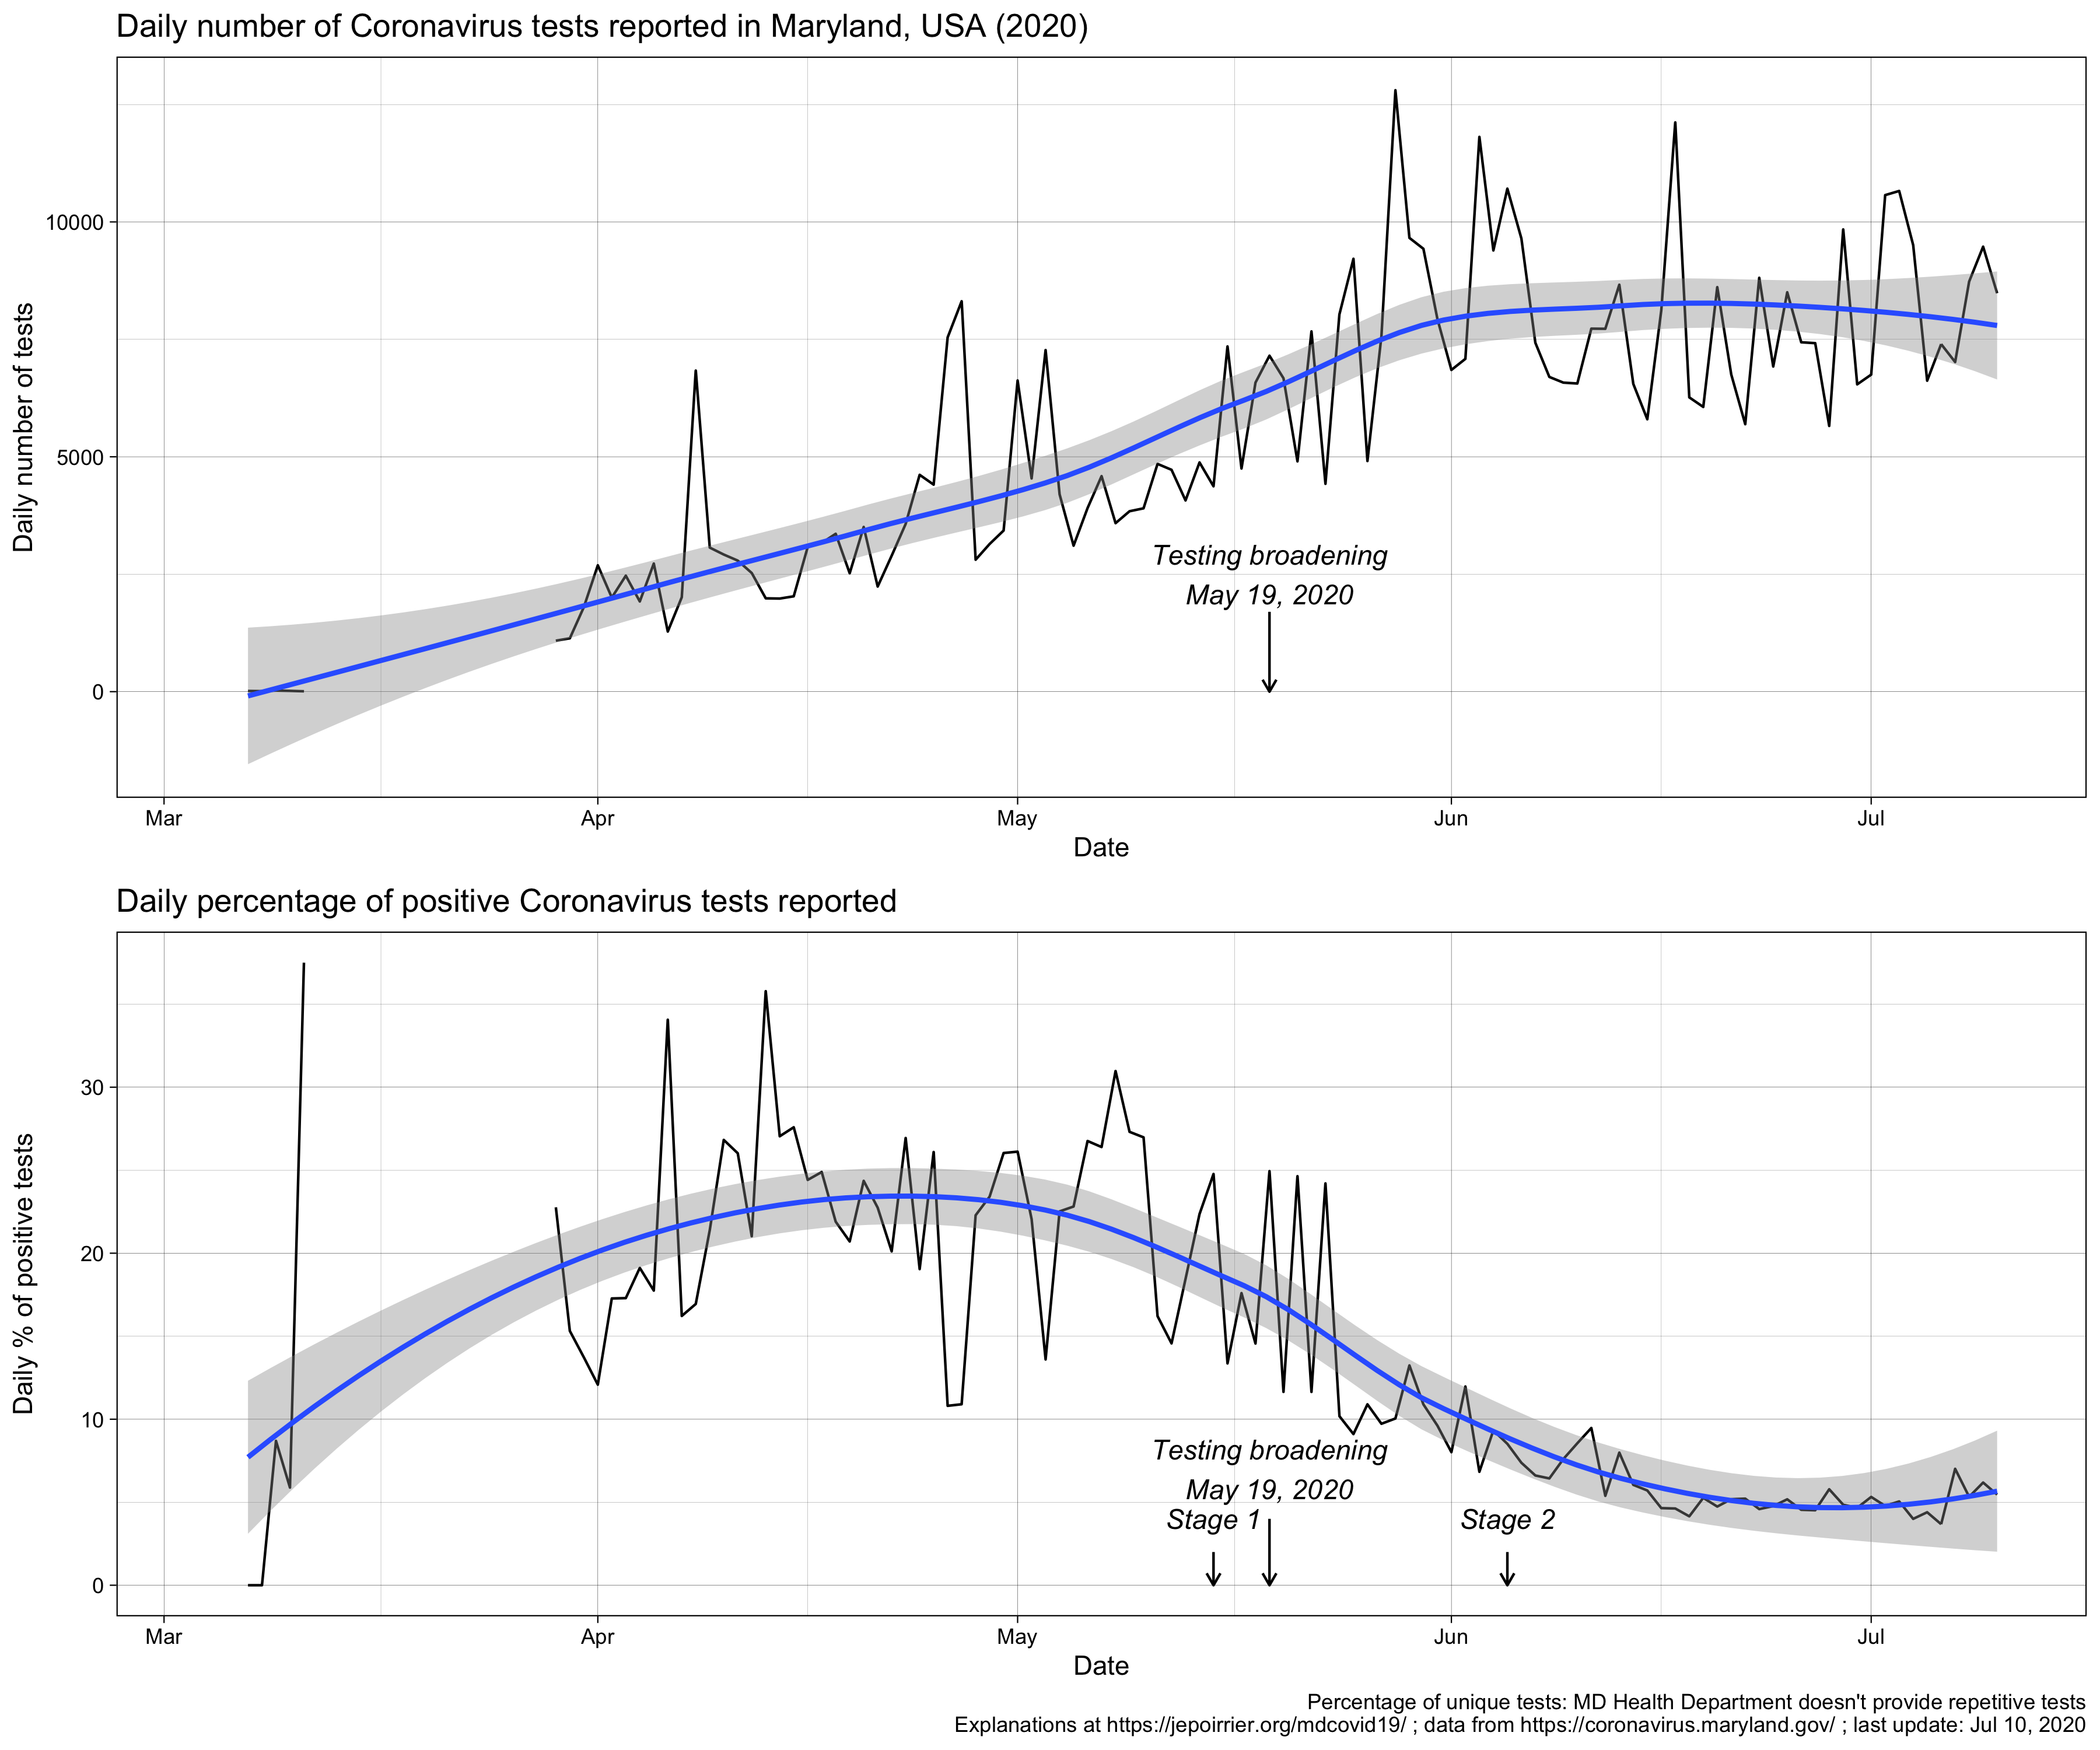 Daily number of Coronavirus tests reported in Maryland, USA (2020)
Daily number of tests
10000
5000
0
Testing broadening
May 19, 2020
Mar
Apr
May
Jun
Jul
Date
Daily percentage of positive Coronavirus tests reported
Daily % of positive tests
30
20
10
0
Testing broadening
May 19, 2020
Stage 1
Stage 2
Mar
Apr
May
Jun
Jul
Date
Percentage of unique tests: MD Health Department doesn't provide repetitive tests
Explanations at https://jepoirrier.org/mdcovid19/ ; data from https://coronavirus.maryland.gov/ ; last update: Jul 10, 2020